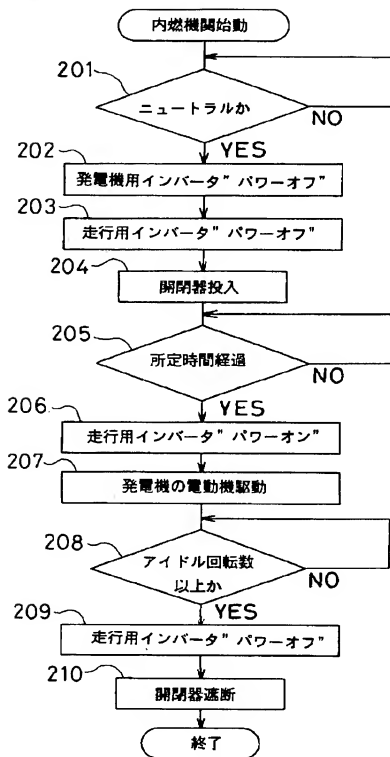 内燃機関始動
201
ニュートラルか
NO
YES
202
発電機用インバータ”パワーオフ”
203
走行用インバータ”パワーオフ”
204
開閉器投入
205
所定時間経過
NO
YES
206
走行用インバータ”パワーオン”
207
発電機の電動機駆動
208
アイドル回転数
以上か
NO
YES
209
走行用インバータ”パワーオフ”
210
開閉器遮断
終了